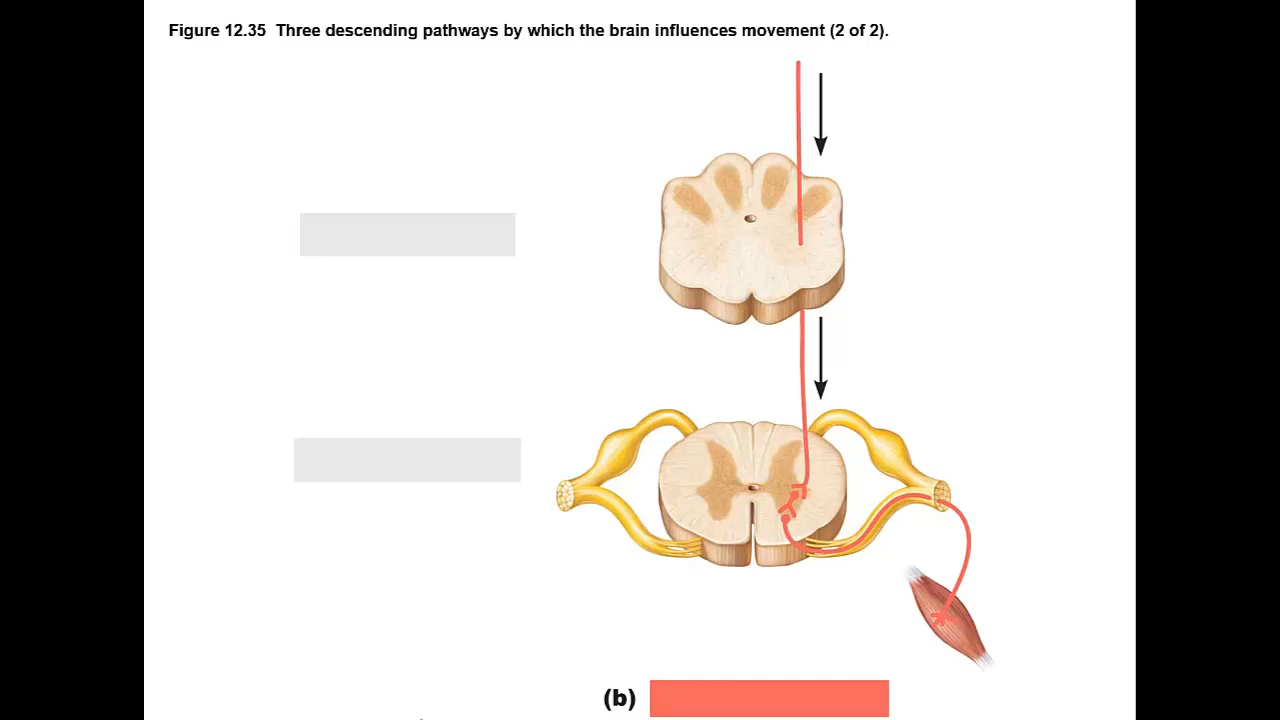 Figure 12.35 Three descending pathways by which the brain influences movement (2 of 2).
(b)